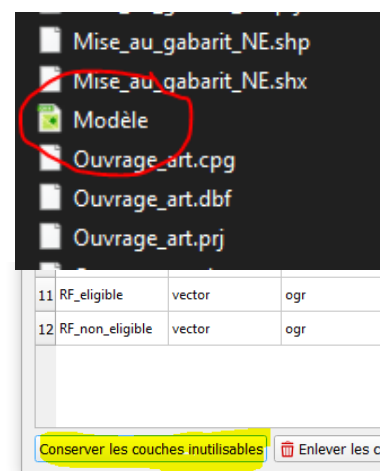 Mise_au_gabarit_NE.shp
Mise_au_gabarit_NE.shx
Modèle
Ouvrage_art.cpg
Ouvrage_art.dbf
Ouvrage_art.prj
11 RF_eligible vector ogr
12 RF_non_eligible vector ogr
Conserver les couches inutilisables Enlever les c